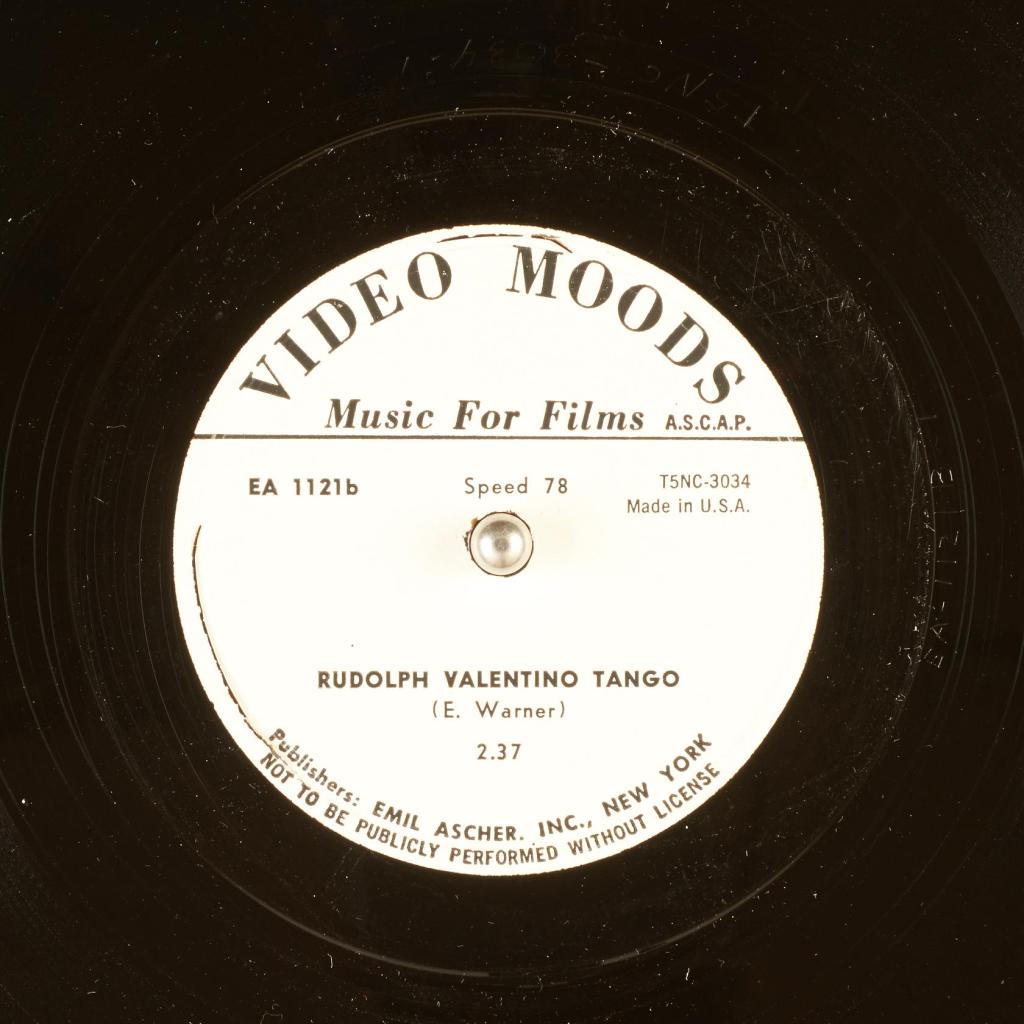 VIDEO MOODS
Music For Films A.S.C.A.P.
EA 1121b
Speed 78
T5NC-3034
Made in U.S.A.
RUDOLPH VALENTINO TANGO
(E. Warner)
2.37
Publishers: EMIL ASCHER, INC., NEW YORK
NOT TO BE PUBLICLY PERFORMED WITHOUT LICENSE